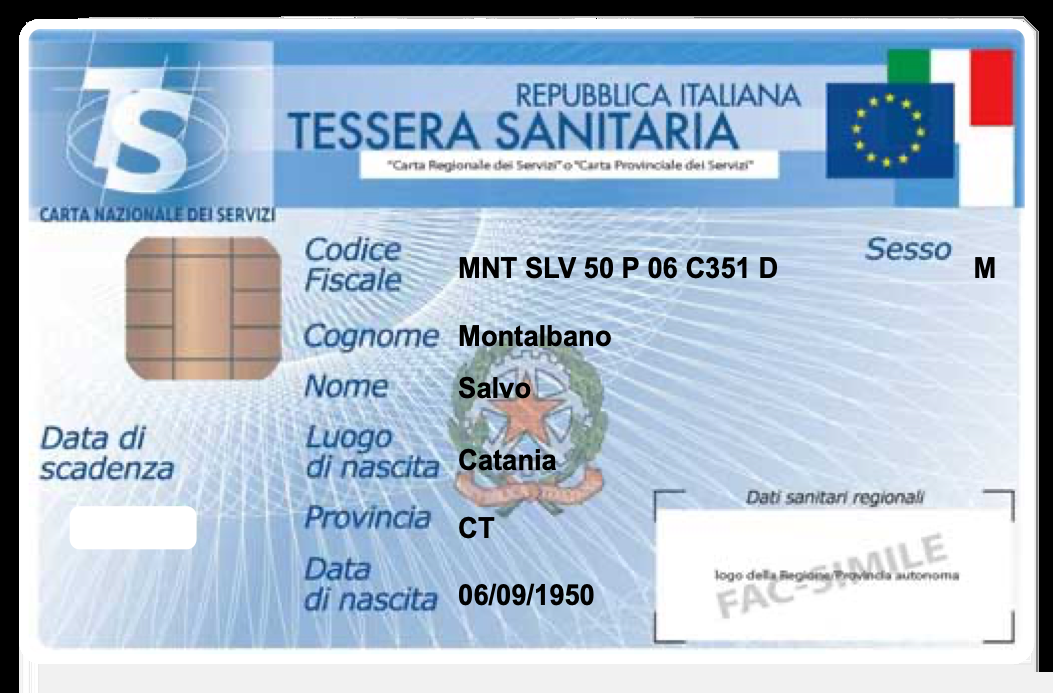 TS
REPUBBLICA ITALIANA
TESSERA SANITARIA
"Carta Regionale dei Servizi" o "Carta Provinciale dei Servizi"
CARTA NAZIONALE DEI SERVIZI
Codice
Fiscale
MNT SLV 50 P 06 C351 D
Sesso
M
Cognome
Montalbano
Nome
Salvo
Data di
scadenza
Luogo
di nascita
Catania
Provincia
CT
Data
di nascita
06/09/1950
Dati sanitari regionali
logo della Regione/Provincia autonoma
FAC-SIMILE